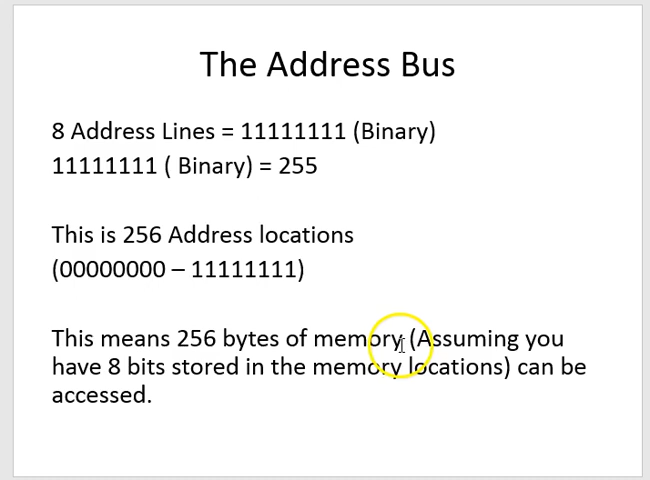 The Address Bus
8 Address Lines = 11111111 (Binary)
11111111 ( Binary) = 255
This is 256 Address locations
(00000000 – 11111111)
This means 256 bytes of memory (Assuming you
have 8 bits stored in the memory locations) can be
accessed.